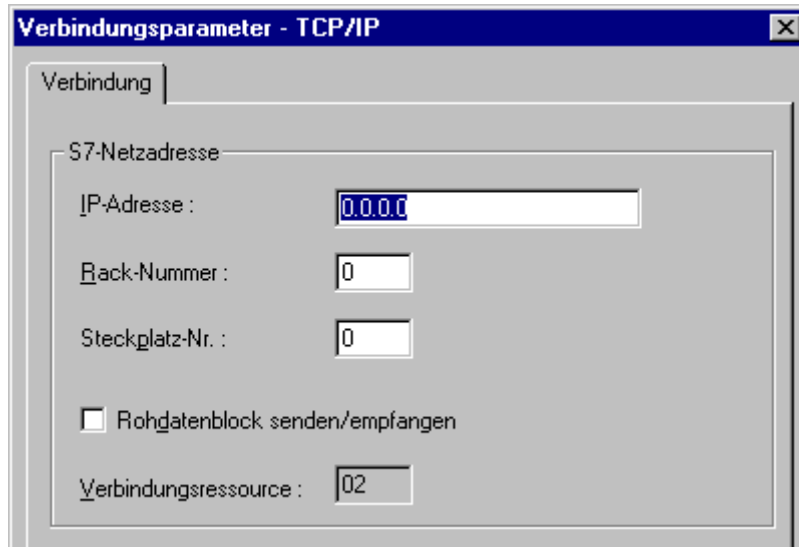 Verbindungsparameter - TCP/IP
Verbindung
S7-Netzadresse
IP-Adresse : 0.0.0.0
Rack-Nummer : 0
Steckplatz-Nr. : 0
Rohdatenblock senden/empfangen
Verbindungsressource : 02